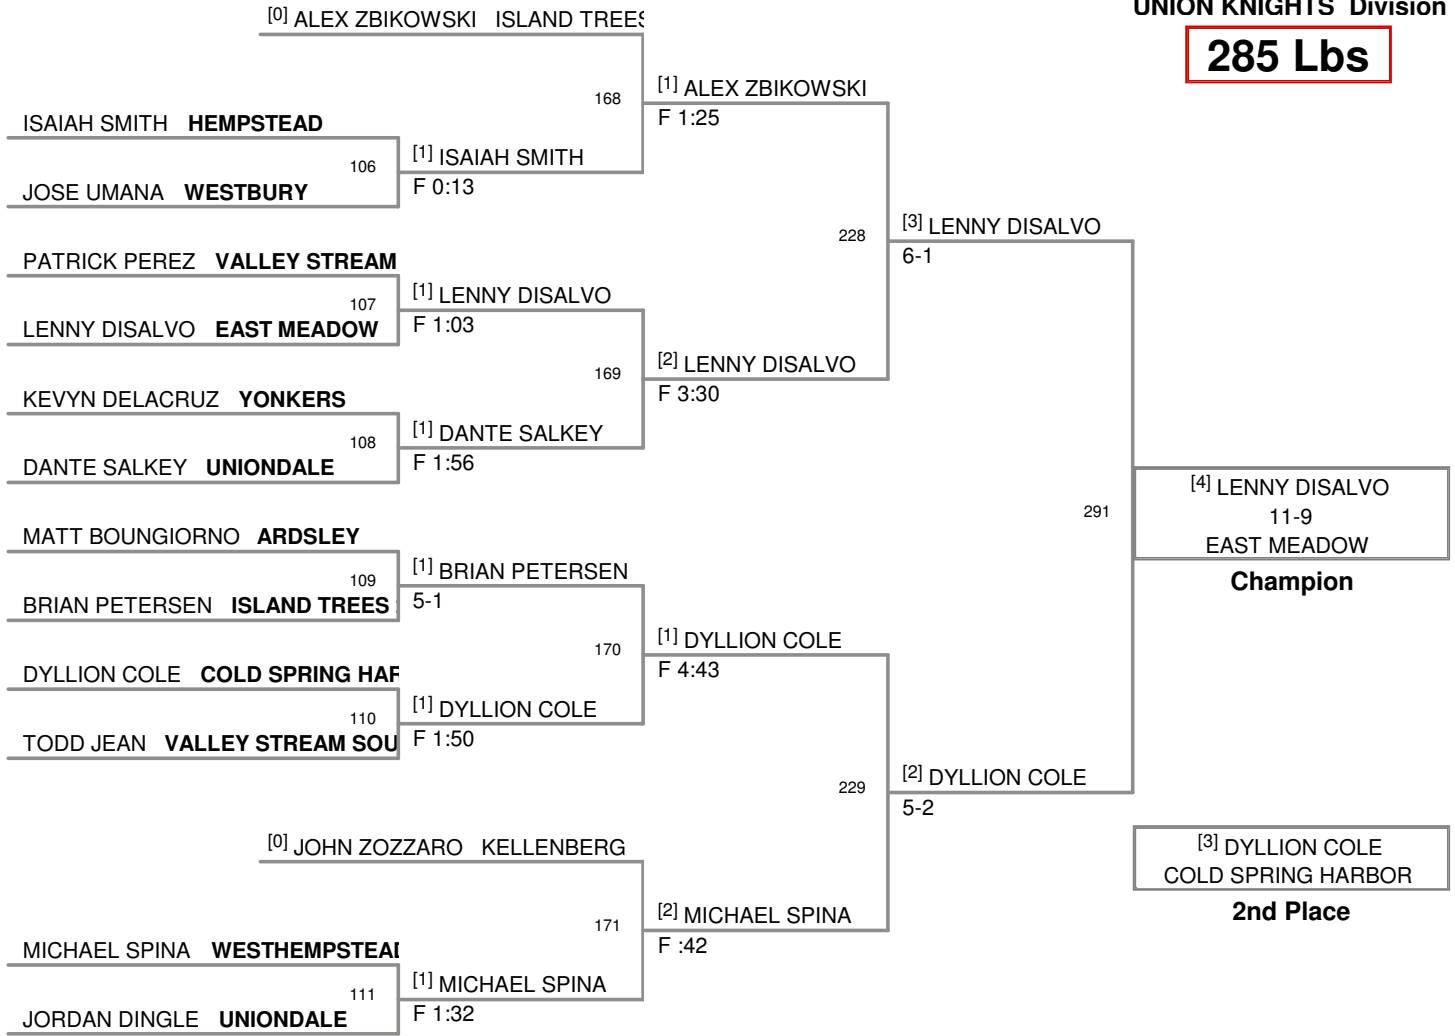 UNION KNIGHTS Division
285 Lbs
[0] ALEX ZBIKOWSKI ISLAND TREES
168
[1] ALEX ZBIKOWSKI
F 1:25
ISAIAH SMITH HEMPSTEAD
106
[1] ISAIAH SMITH
F 0:13
JOSE UMANA WESTBURY
228
[3] LENNY DISALVO
6-1
PATRICK PEREZ VALLEY STREAM
107
[1] LENNY DISALVO
F 1:03
LENNY DISALVO EAST MEADOW
169
[2] LENNY DISALVO
F 3:30
KEVYN DELACRUZ YONKERS
108
[1] DANTE SALKEY
F 1:56
DANTE SALKEY UNIONDALE
291
[4] LENNY DISALVO
11-9
EAST MEADOW
Champion
MATT BOUNGIORNO ARDSLEY
109
[1] BRIAN PETERSEN
5-1
BRIAN PETERSEN ISLAND TREES
170
[1] DYLLION COLE
F 4:43
DYLLION COLE COLD SPRING HAR
110
[1] DYLLION COLE
F 1:50
TODD JEAN VALLEY STREAM SOU
229
[2] DYLLION COLE
5-2
[0] JOHN ZOZZARO KELLENBERG
171
[2] MICHAEL SPINA
F :42
MICHAEL SPINA WESTHEMPSTEAD
111
[1] MICHAEL SPINA
F 1:32
JORDAN DINGLE UNIONDALE
[3] DYLLION COLE
COLD SPRING HARBOR
2nd Place